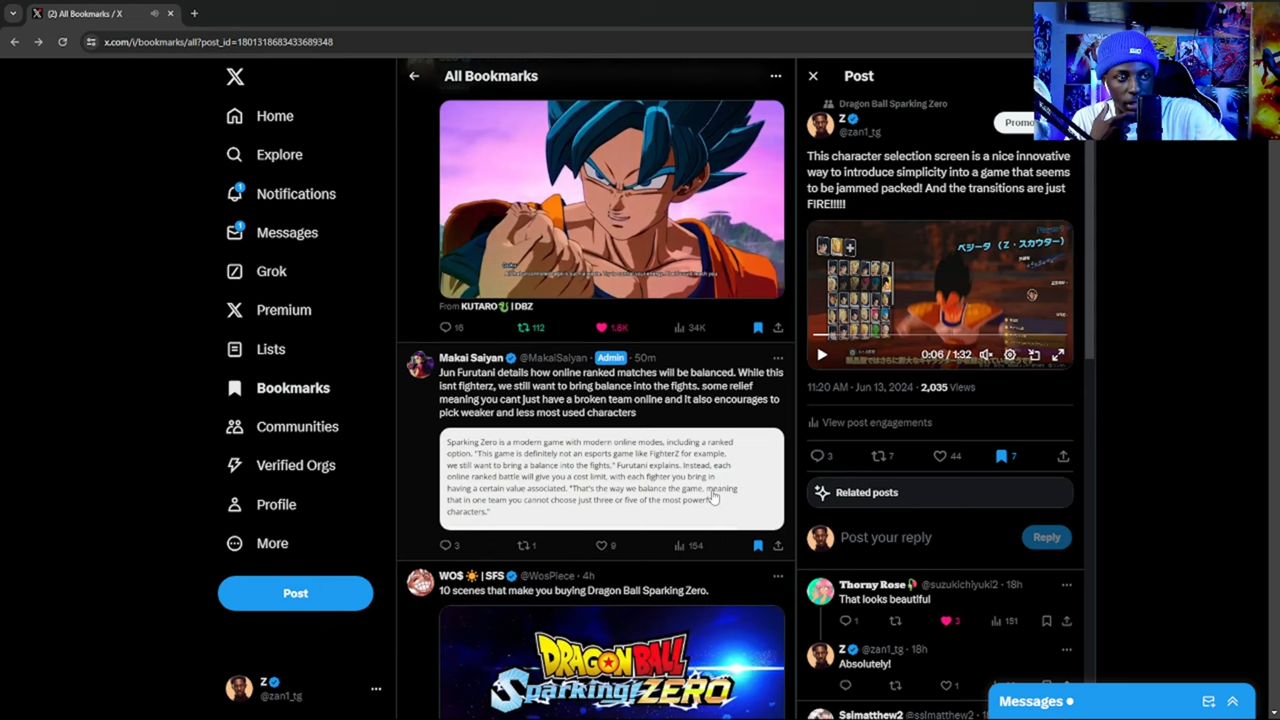 (2) All Bookmarks / X
x.com/i/bookmarks/all?post_id=1801318683433689348
Home
Explore
Notifications
Messages
Grok
Premium
Lists
Bookmarks
Communities
Verified Orgs
Profile
More
Post
Z
@zan1_tg
All Bookmarks
From KUTARO | DBZ
16 112 1.8K 34K
Makai Saiyan @MakaiSaiyan Admin · 50m
Jun Furutani details how online ranked matches will be balanced. While this
isnt fighterz, we still want to bring balance into the fights. some relief
meaning you cant just have a broken team online and it also encourages to
pick weaker and less most used characters
Sparking Zero is a modern game with modern online modes, including a ranked
option. "This game is definitely not an esports game like FighterZ for example,
we still want to bring a balance into the fights." Furutani explains. Instead, each
online ranked battle will give you a cost limit, with each fighter you bring in
having a certain value associated. "That's the way we balance the game, meaning
that in one team you cannot choose just three or five of the most powerful
characters."
3 1 9 154
WO$ | SFS @WosPiece · 4h
10 scenes that make you buying Dragon Ball Sparking Zero.
DRAGON BALL
Sparking! ZERO
Post
Dragon Ball Sparking Zero
Z
@zan1_tg
Promo
This character selection screen is a nice innovative
way to introduce simplicity into a game that seems
to be jammed packed! And the transitions are just
FIRE!!!!!
ベジータ（Z・スカウター）
0:06 / 1:32
11:20 AM · Jun 13, 2024 · 2,035 Views
View post engagements
3 7 44 7
Related posts
Post your reply
Reply
Thorny Rose @suzukichiyuki2 · 18h
That looks beautiful
1 3 151
Z @zan1_tg · 18h
Absolutely!
1
Ssimatthew2 @ssimatthew2
Messages